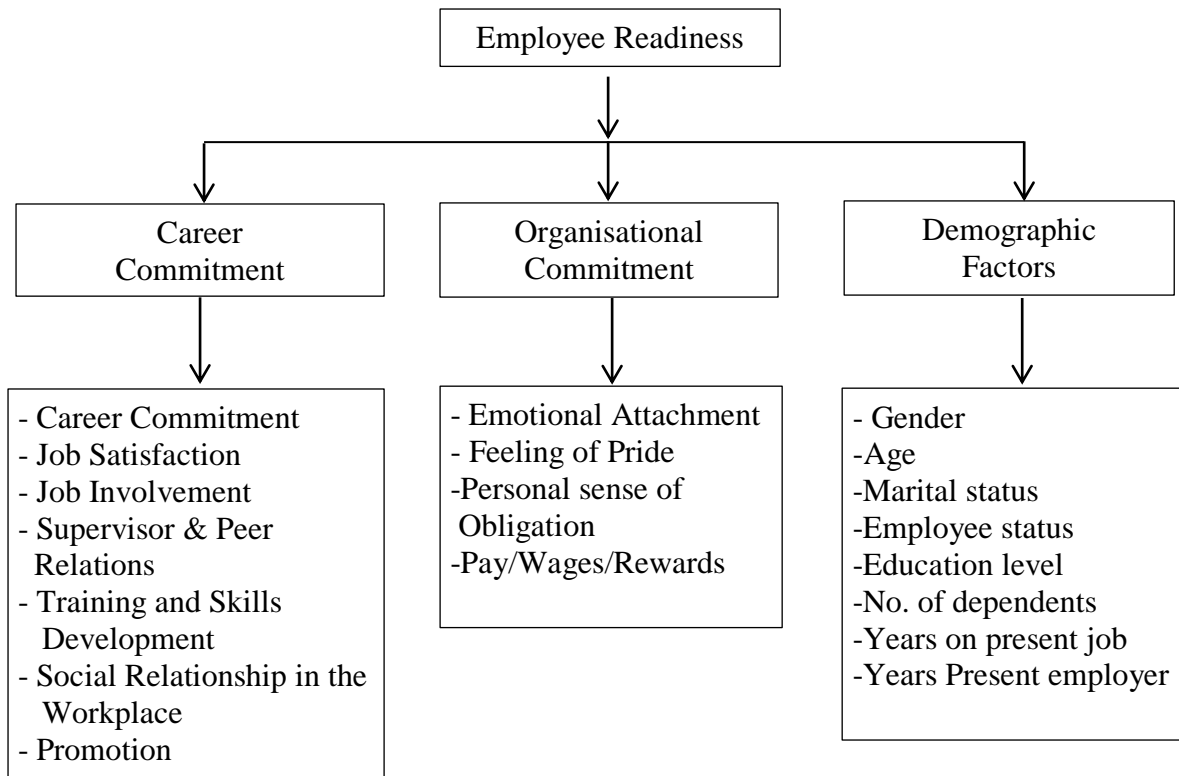 Employee Readiness
Career
Commitment
Organisational
Commitment
Demographic
Factors
- Career Commitment
- Job Satisfaction
- Job Involvement
- Supervisor & Peer
Relations
- Training and Skills
Development
- Social Relationship in the
Workplace
- Promotion
- Emotional Attachment
- Feeling of Pride
-Personal sense of
Obligation
-Pay/Wages/Rewards
- Gender
-Age
-Marital status
-Employee status
-Education level
-No. of dependents
-Years on present job
-Years Present employer